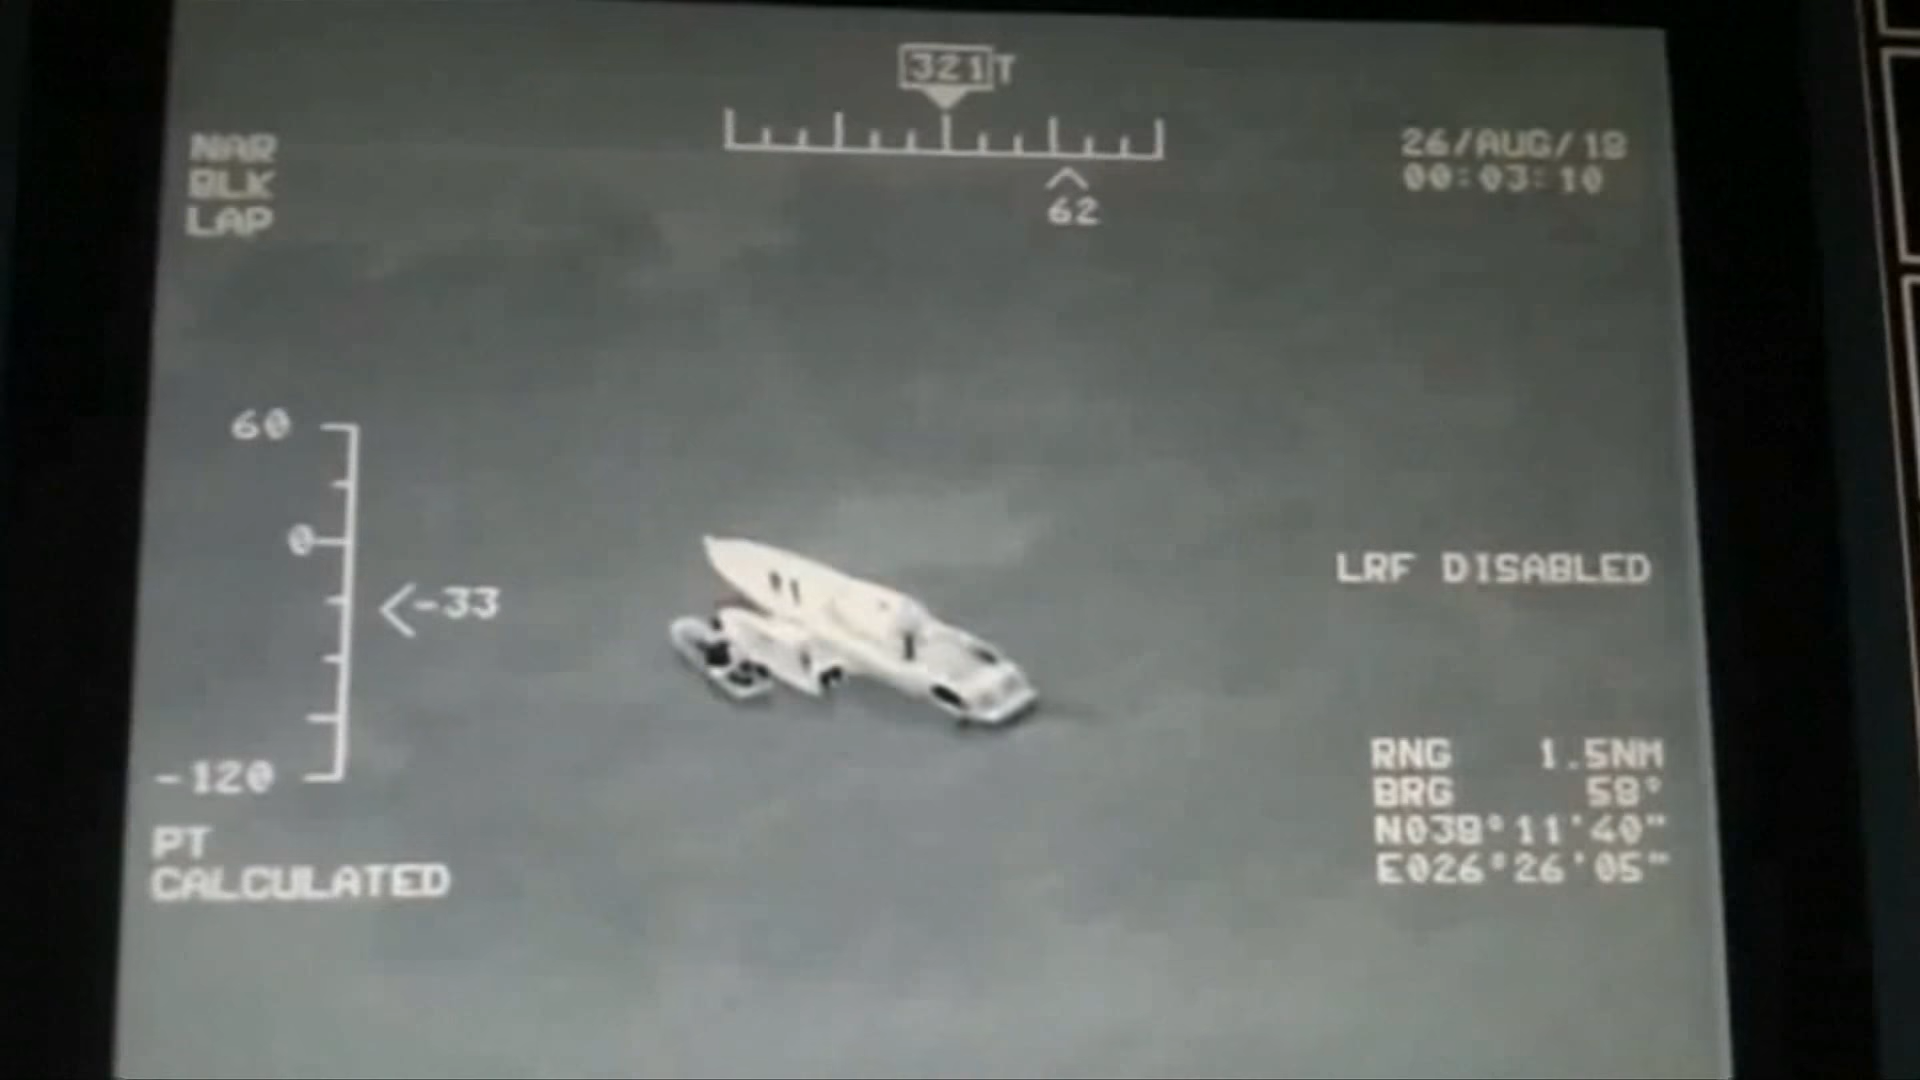 321T
NAR
BLK
LAP
26/AUG/18
00:03:10
62
60
0
<-33
-120
LRF DISABLED
RNG 1.5NM
BRG 58°
N038°11'40"
E026°26'05"
PT
CALCULATED